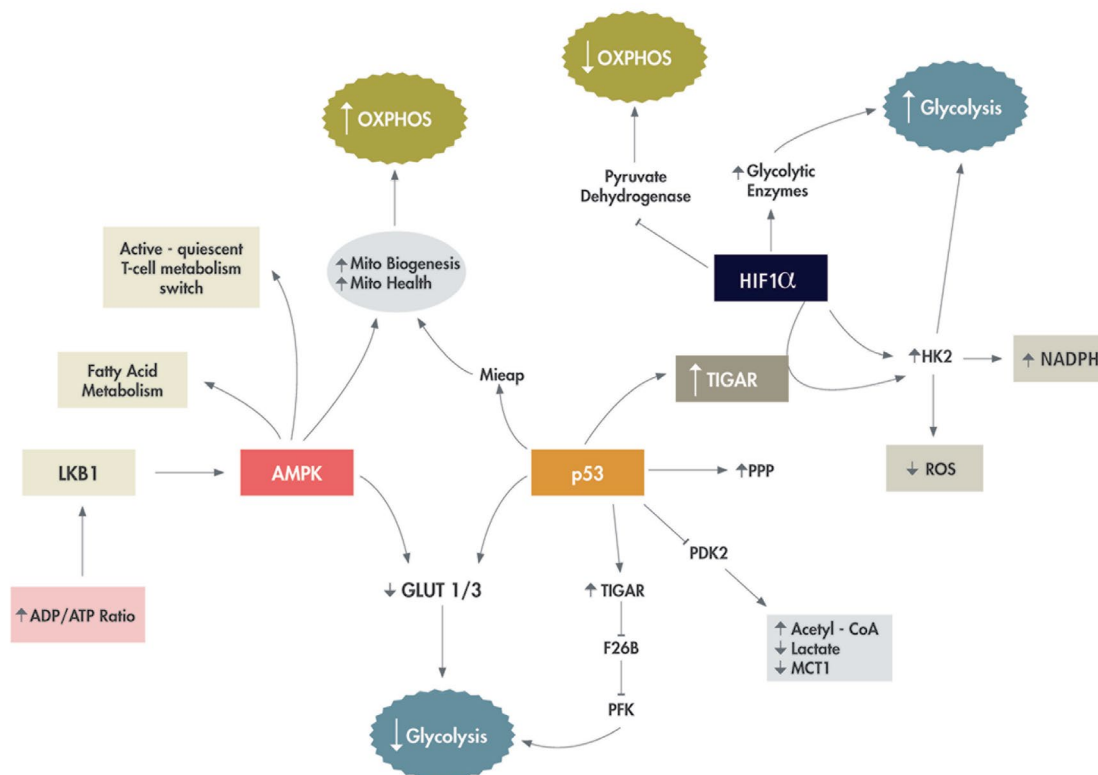 ↓ OXPHOS
↑ OXPHOS
↑ Glycolysis
Pyruvate
Dehydrogenase
↑ Glycolytic
Enzymes
Active - quiescent
T-cell metabolism
switch
↑ Mito Biogenesis
↑ Mito Health
HIF1α
Fatty Acid
Metabolism
Mieap
↑ TIGAR
↑ HK2
↑ NADPH
LKB1
AMPK
p53
↑ PPP
↓ ROS
PDK2
↑ ADP/ATP Ratio
↓ GLUT 1/3
↑ TIGAR
F26B
↑ Acetyl - CoA
↓ Lactate
↓ MCT1
PFK
↓ Glycolysis